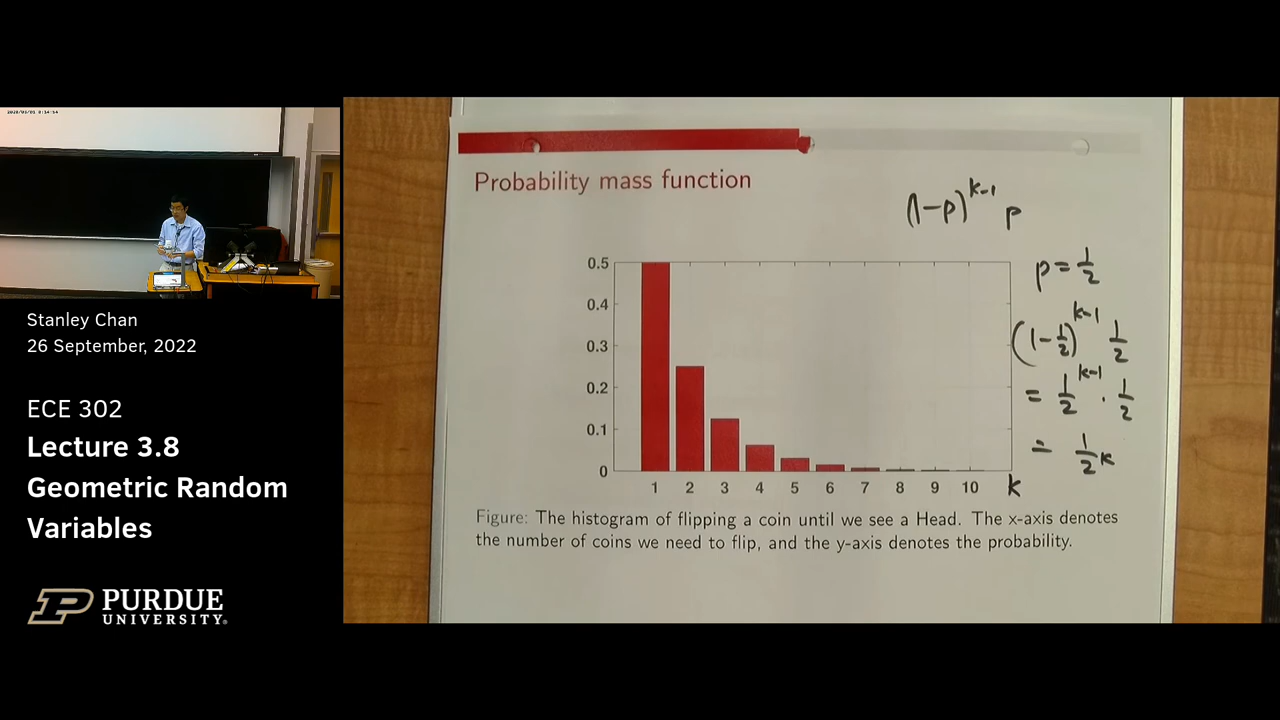 Stanley Chan
26 September, 2022
ECE 302
Lecture 3.8
Geometric Random
Variables
PURDUE
UNIVERSITY.
Probability mass function
(1-p)^{k-1} p
p = 1/2
(1-1/2)^{k-1} 1/2
= 1/2^{k-1} · 1/2
= 1/2^k
0.5
0.4
0.3
0.2
0.1
0
1 2 3 4 5 6 7 8 9 10 k
Figure: The histogram of flipping a coin until we see a Head. The x-axis denotes
the number of coins we need to flip, and the y-axis denotes the probability.